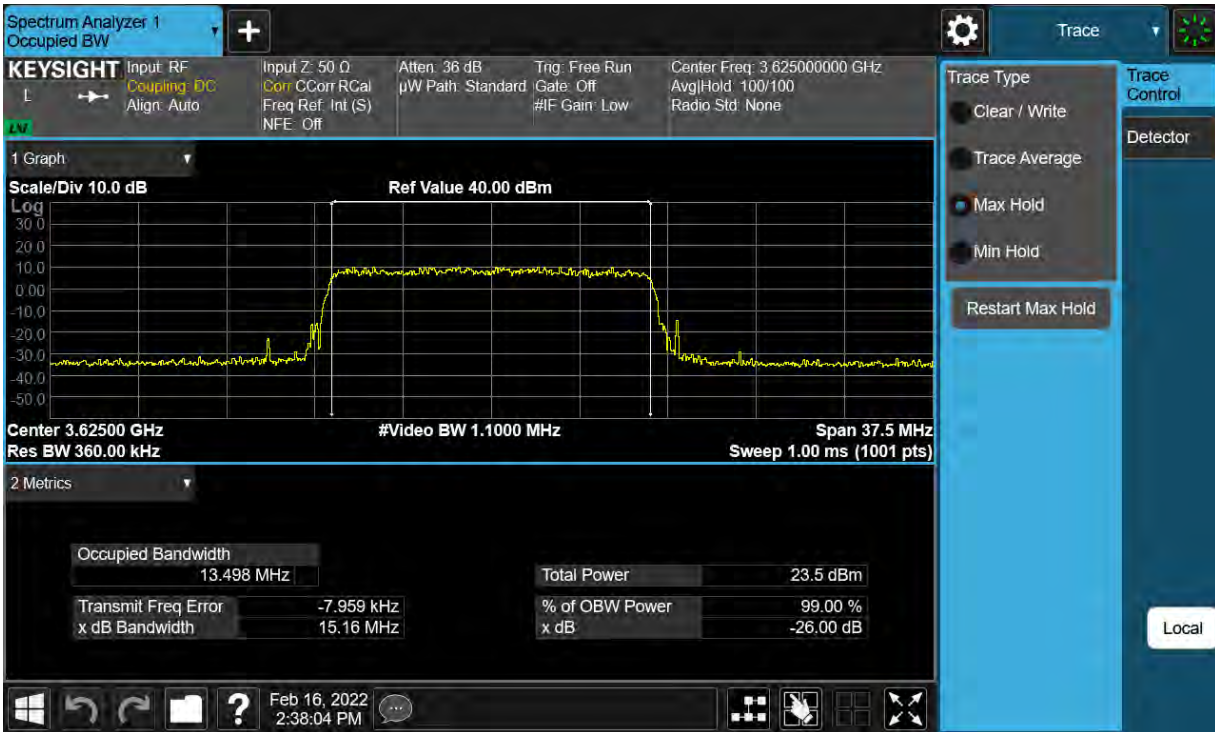 Spectrum Analyzer 1
Occupied BW
+
Trace
KEYSIGHT
L
Input: RF
Coupling: DC
Align: Auto
Input Z: 50 Ω
Corr CCorr RCal
Freq Ref: Int (S)
NFE: Off
Atten: 36 dB
µW Path: Standard
Trig: Free Run
Gate: Off
#IF Gain: Low
Center Freq: 3.625000000 GHz
Avg|Hold: 100/100
Radio Std: None
Trace Type
Clear / Write
Trace Average
Max Hold
Min Hold
Restart Max Hold
Trace
Control
Detector
1 Graph
Scale/Div 10.0 dB
Ref Value 40.00 dBm
Log
30.0
20.0
10.0
0.00
-10.0
-20.0
-30.0
-40.0
-50.0
Center 3.62500 GHz
#Video BW 1.1000 MHz
Span 37.5 MHz
Res BW 360.00 kHz
Sweep 1.00 ms (1001 pts)
2 Metrics
Occupied Bandwidth
13.498 MHz
Total Power 23.5 dBm
Transmit Freq Error -7.959 kHz
% of OBW Power 99.00 %
x dB Bandwidth 15.16 MHz
x dB -26.00 dB
Local
?
Feb 16, 2022
2:38:04 PM